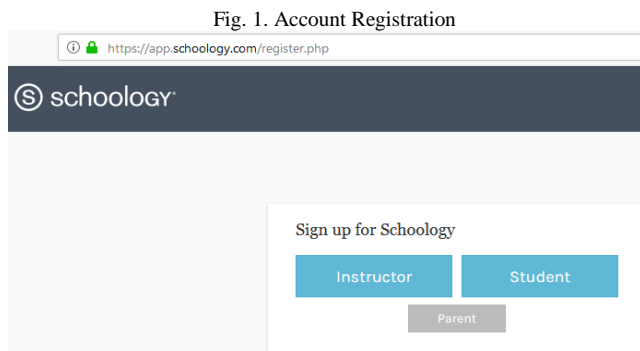 Fig. 1. Account Registration
https://app.schoology.com/register.php
S schoology
Sign up for Schoology
Instructor Student
Parent